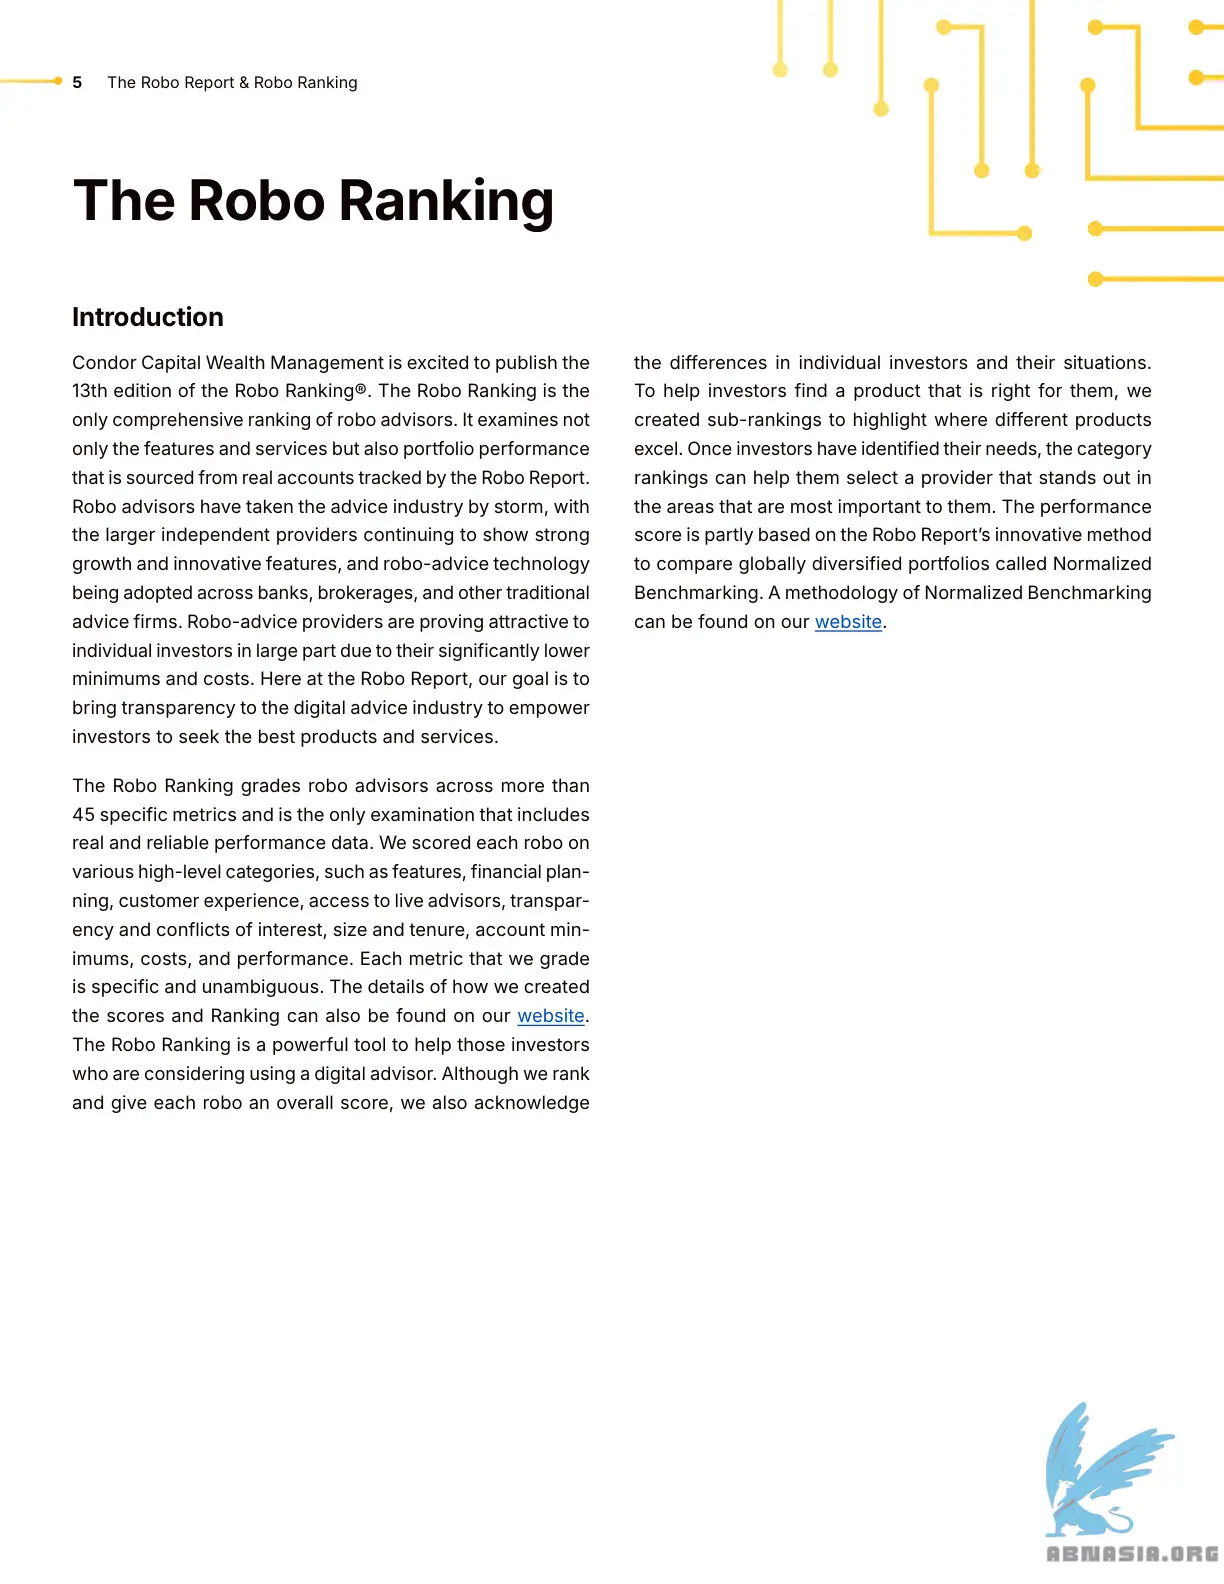 5 The Robo Report & Robo Ranking
The Robo Ranking
Introduction
Condor Capital Wealth Management is excited to publish the
13th edition of the Robo Ranking®. The Robo Ranking is the
only comprehensive ranking of robo advisors. It examines not
only the features and services but also portfolio performance
that is sourced from real accounts tracked by the Robo Report.
Robo advisors have taken the advice industry by storm, with
the larger independent providers continuing to show strong
growth and innovative features, and robo-advice technology
being adopted across banks, brokerages, and other traditional
advice firms. Robo-advice providers are proving attractive to
individual investors in large part due to their significantly lower
minimums and costs. Here at the Robo Report, our goal is to
bring transparency to the digital advice industry to empower
investors to seek the best products and services.
The Robo Ranking grades robo advisors across more than
45 specific metrics and is the only examination that includes
real and reliable performance data. We scored each robo on
various high-level categories, such as features, financial plan-
ning, customer experience, access to live advisors, transpar-
ency and conflicts of interest, size and tenure, account min-
imums, costs, and performance. Each metric that we grade
is specific and unambiguous. The details of how we created
the scores and Ranking can also be found on our website.
The Robo Ranking is a powerful tool to help those investors
who are considering using a digital advisor. Although we rank
and give each robo an overall score, we also acknowledge
the differences in individual investors and their situations.
To help investors find a product that is right for them, we
created sub-rankings to highlight where different products
excel. Once investors have identified their needs, the category
rankings can help them select a provider that stands out in
the areas that are most important to them. The performance
score is partly based on the Robo Report’s innovative method
to compare globally diversified portfolios called Normalized
Benchmarking. A methodology of Normalized Benchmarking
can be found on our website.
ABNASIA.ORG